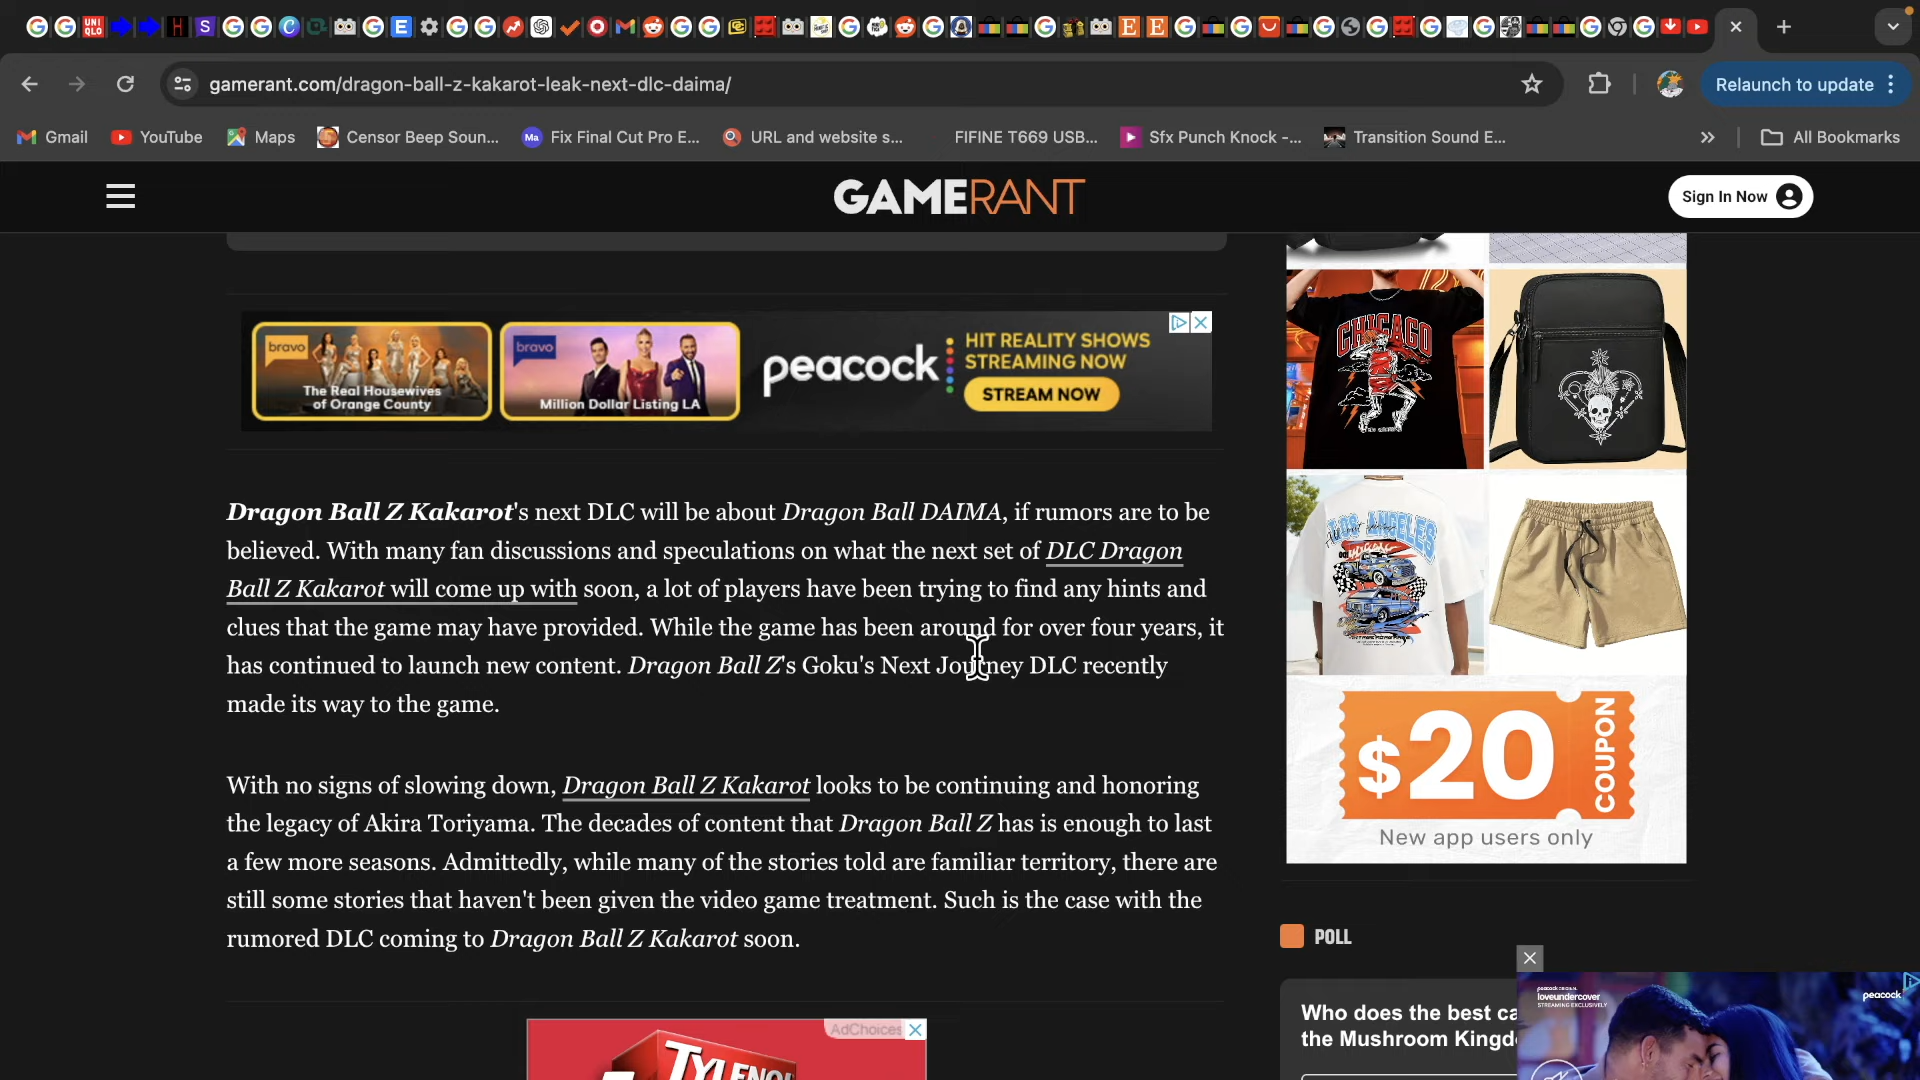 gamerant.com/dragon-ball-z-kakarot-leak-next-dlc-daima/
Relaunch to update
Gmail
YouTube
Maps
Censor Beep Soun...
Fix Final Cut Pro E...
URL and website s...
FIFINE T669 USB...
Sfx Punch Knock -...
Transition Sound E...
All Bookmarks
GAMERANT
Sign In Now
bravo
The Real Housewives
of Orange County
bravo
Million Dollar Listing LA
peacock
HIT REALITY SHOWS
STREAMING NOW
STREAM NOW
Dragon Ball Z Kakarot's next DLC will be about Dragon Ball DAIMA, if rumors are to be
believed. With many fan discussions and speculations on what the next set of DLC Dragon
Ball Z Kakarot will come up with soon, a lot of players have been trying to find any hints and
clues that the game may have provided. While the game has been around for over four years, it
has continued to launch new content. Dragon Ball Z's Goku's Next Journey DLC recently
made its way to the game.
With no signs of slowing down, Dragon Ball Z Kakarot looks to be continuing and honoring
the legacy of Akira Toriyama. The decades of content that Dragon Ball Z has is enough to last
a few more seasons. Admittedly, while many of the stories told are familiar territory, there are
still some stories that haven't been given the video game treatment. Such is the case with the
rumored DLC coming to Dragon Ball Z Kakarot soon.
AdChoices
TYLENOL
CHICAGO
LOS ANGELES
$20
COUPON
New app users only
POLL
Who does the best ca
the Mushroom Kingd
loveundercover
STREAMING EXCLUSIVELY
peacock